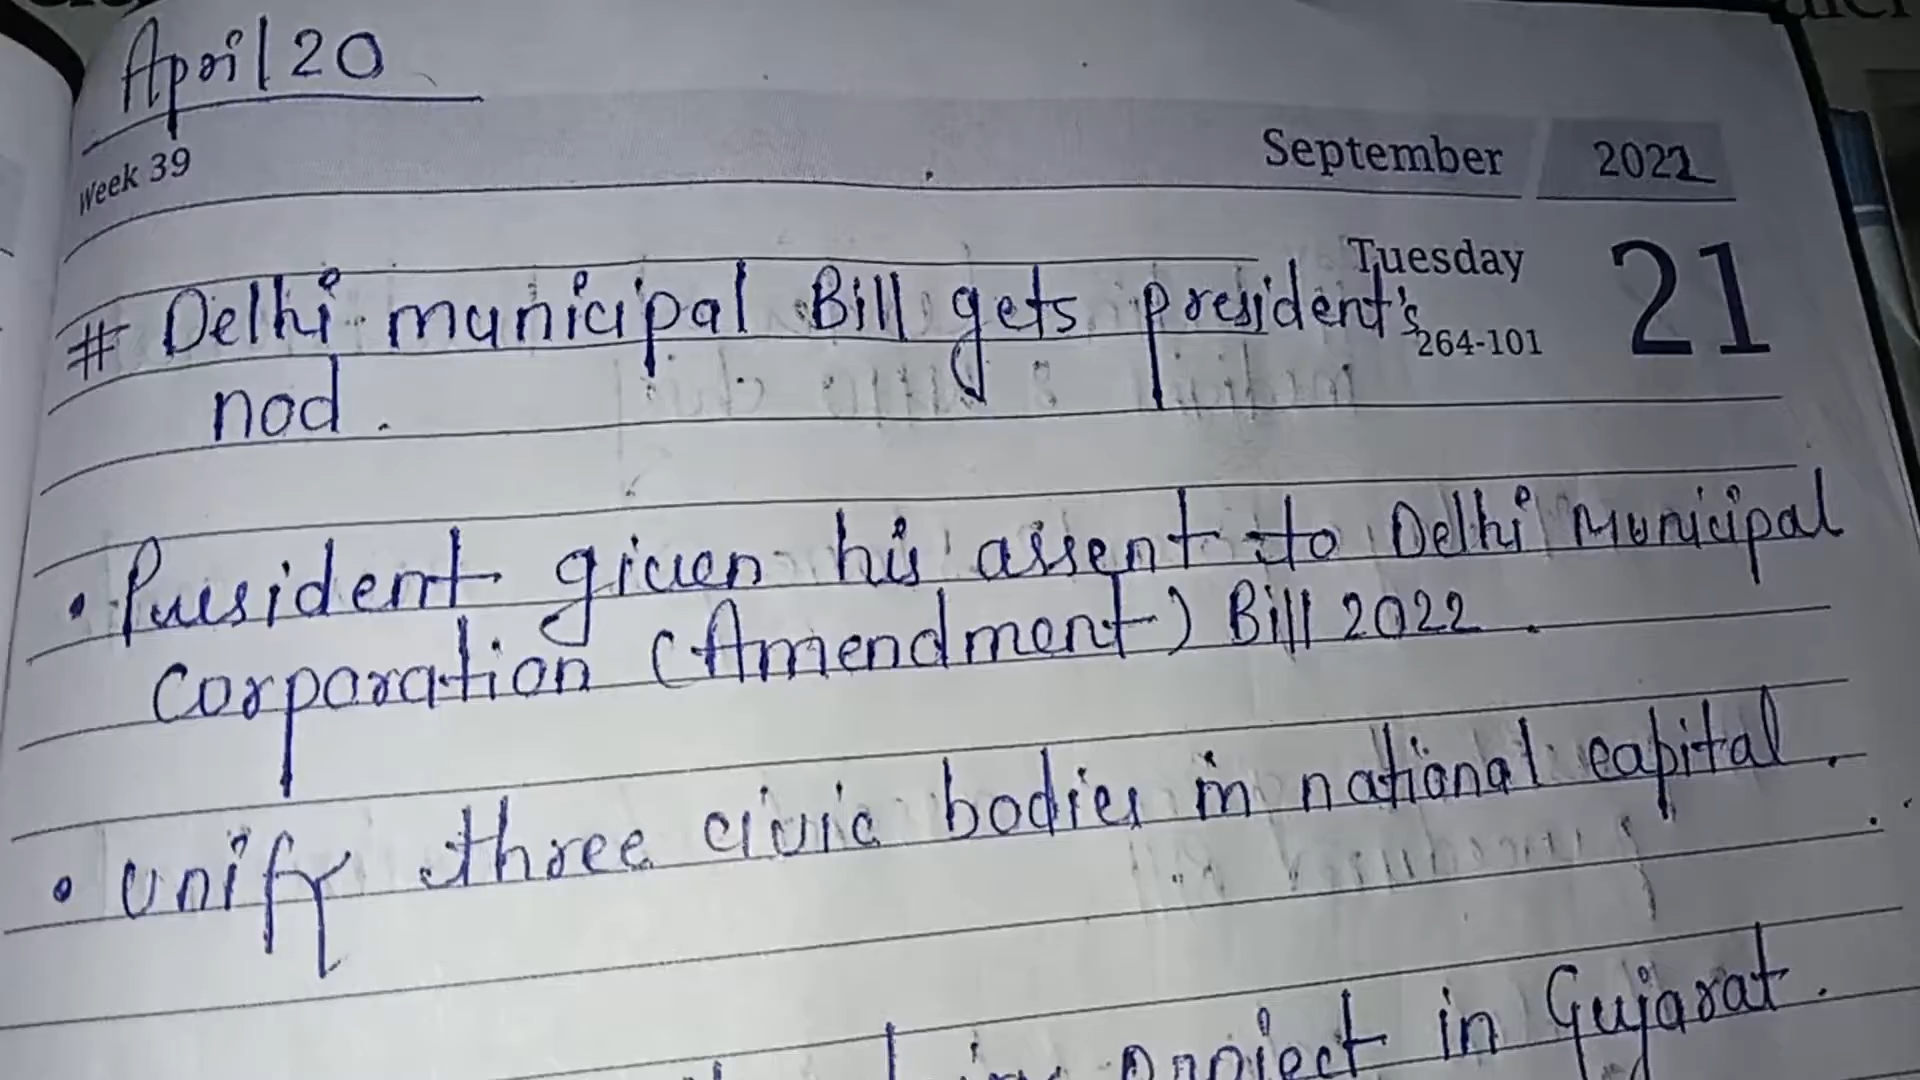 April 20
Week 39
September 2022
Tuesday 21
264-101
# Delhi municipal Bill gets president's
nod.
• President given his assent to Delhi Municipal
Corporation (Amendment) Bill 2022.
• Unify three civic bodies in national capital.
project in Gujarat.